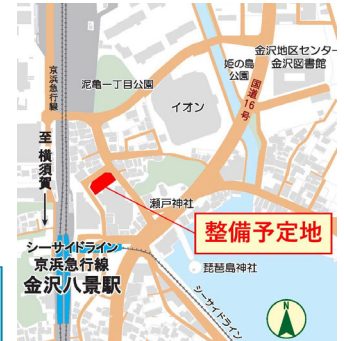 金沢地区センター
金沢図書館
姫の島
公園
国道16号
京浜急行線
泥亀一丁目公園
イオン
至 横須賀
瀬戸神社
整備予定地
シーサイドライン
京浜急行線
金沢八景駅
琵琶島神社
シーサイドライン
N